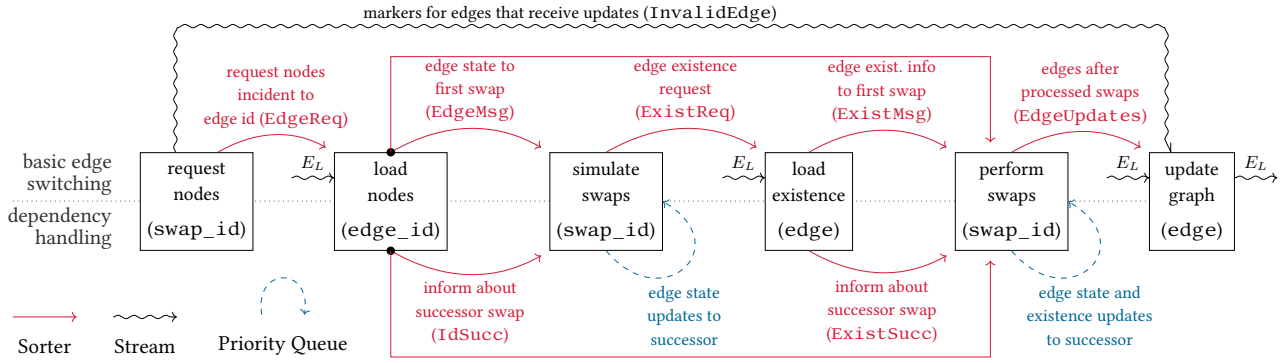 markers for edges that receive updates (InvalidEdge)
request nodes
incident to
edge id (EdgeReq)
edge state to
first swap
(EdgeMsg)
edge existence
request
(ExistReq)
edge exist. info
to first swap
(ExistMsg)
edges after
processed swaps
(EdgeUpdates)
basic edge
switching
dependency
handling
request
nodes
(swap_id)
E_L
load
nodes
(edge_id)
simulate
swaps
(swap_id)
E_L
load
existence
(edge)
perform
swaps
(swap_id)
E_L
update
graph
(edge)
E_L
inform about
successor swap
(IdSucc)
edge state
updates to
successor
inform about
successor swap
(ExistSucc)
edge state and
existence updates
to successor
Sorter
Stream
Priority Queue